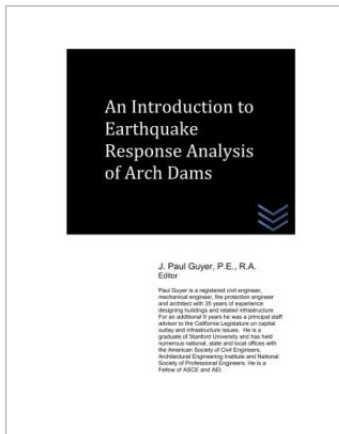 An Introduction to
Earthquake
Response Analysis
of Arch Dams
J. Paul Guyer, P.E., R.A.
Editor
Paul Guyer is a registered civil engineer,
mechanical engineer, fire protection engineer
and architect with 35 years of experience
designing buildings and related infrastructure.
For an additional 9 years he was a principal staff
advisor to the California Legislature on capital
outlay and infrastructure issues. He is a
graduate of Stanford University and has held
numerous national, state and local offices with
the American Society of Civil Engineers,
Architectural Engineering Institute and National
Society of Professional Engineers. He is a
Fellow of ASCE and AEI.